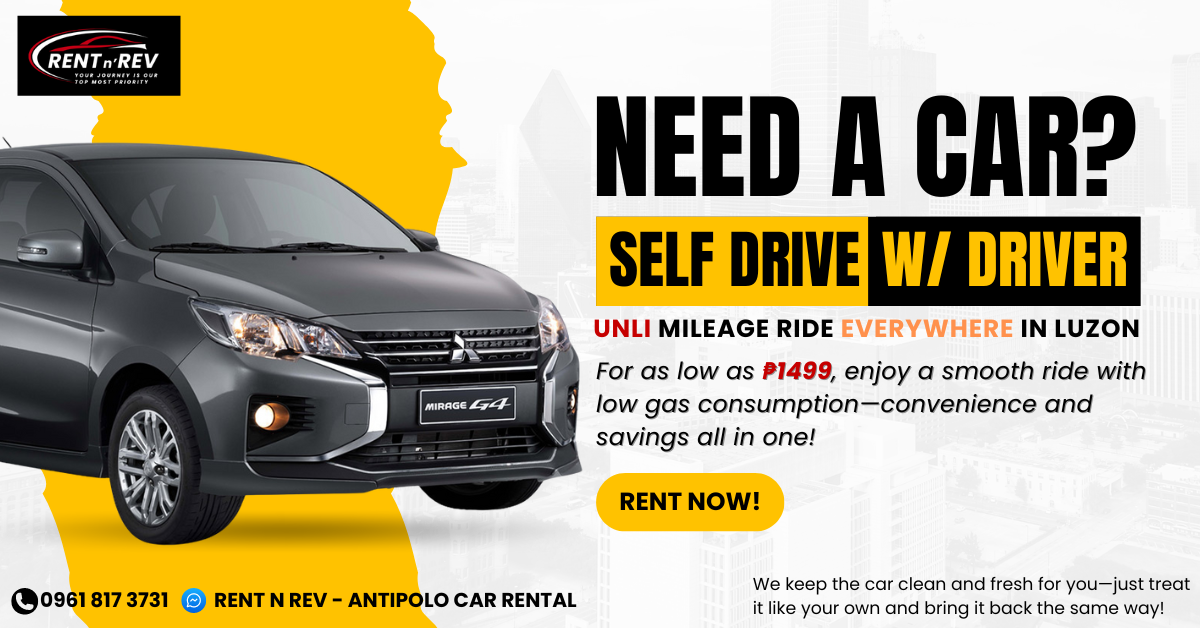 RENT n' REV
YOUR JOURNEY IS OUR
TOP MOST PRIORITY
NEED A CAR?
SELF DRIVE W/ DRIVER
UNLI MILEAGE RIDE EVERYWHERE IN LUZON
For as low as ₱1499, enjoy a smooth ride with
low gas consumption—convenience and
savings all in one!
RENT NOW!
MIRAGE G4
0961 817 3731 RENT N REV - ANTIPOLO CAR RENTAL
We keep the car clean and fresh for you—just treat
it like your own and bring it back the same way!